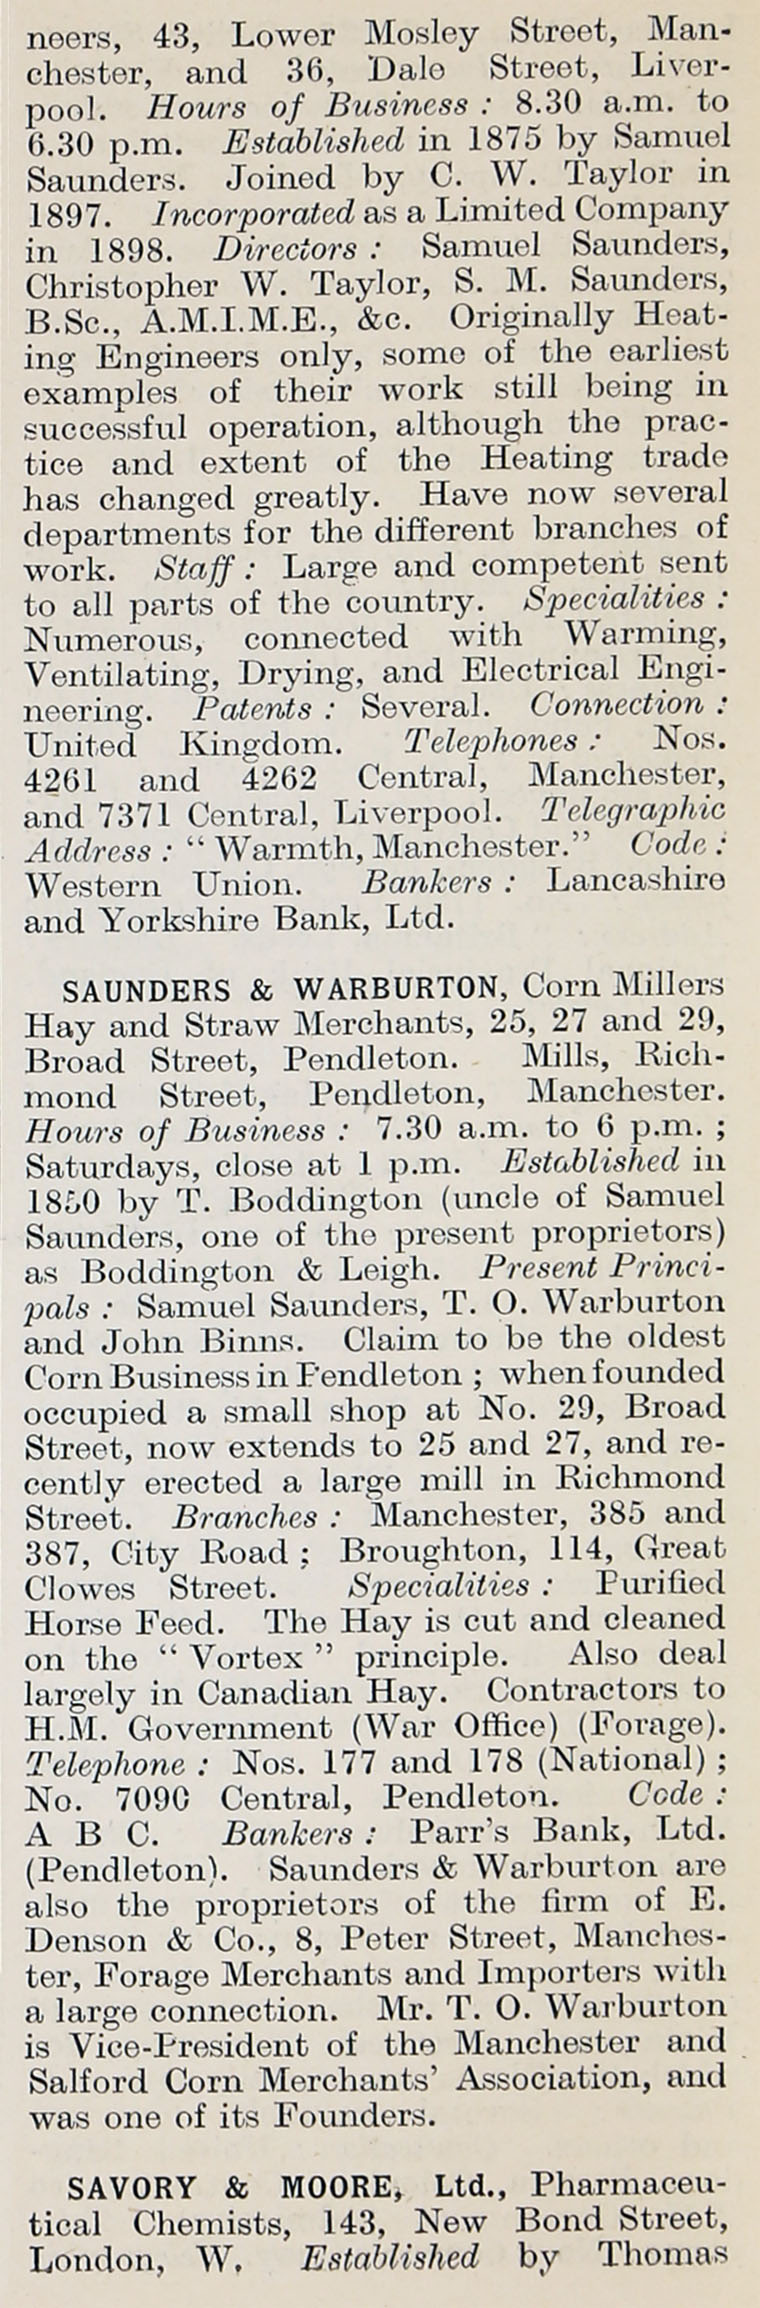 neers, 43, Lower Mosley Street, Man-
chester, and 36, Dale Street, Liver-
pool. Hours of Business : 8.30 a.m. to
6.30 p.m. Established in 1875 by Samuel
Saunders. Joined by C. W. Taylor in
1897. Incorporated as a Limited Company
in 1898. Directors : Samuel Saunders,
Christopher W. Taylor, S. M. Saunders,
B.Sc., A.M.I.M.E., &c. Originally Heat-
ing Engineers only, some of the earliest
examples of their work still being in
successful operation, although the prac-
tice and extent of the Heating trade
has changed greatly. Have now several
departments for the different branches of
work. Staff : Large and competent sent
to all parts of the country. Specialities :
Numerous, connected with Warming,
Ventilating, Drying, and Electrical Engi-
neering. Patents : Several. Connection :
United Kingdom. Telephones : Nos.
4261 and 4262 Central, Manchester,
and 7371 Central, Liverpool. Telegraphic
Address : “ Warmth, Manchester.” Code :
Western Union. Bankers : Lancashire
and Yorkshire Bank, Ltd.
SAUNDERS & WARBURTON, Corn Millers
Hay and Straw Merchants, 25, 27 and 29,
Broad Street, Pendleton. Mills, Rich-
mond Street, Pendleton, Manchester.
Hours of Business : 7.30 a.m. to 6 p.m. ;
Saturdays, close at 1 p.m. Established in
1850 by T. Boddington (uncle of Samuel
Saunders, one of the present proprietors)
as Boddington & Leigh. Present Princi-
pals : Samuel Saunders, T. O. Warburton
and John Binns. Claim to be the oldest
Corn Business in Pendleton ; when founded
occupied a small shop at No. 29, Broad
Street, now extends to 25 and 27, and re-
cently erected a large mill in Richmond
Street. Branches : Manchester, 385 and
387, City Road ; Broughton, 114, Great
Clowes Street. Specialities : Purified
Horse Feed. The Hay is cut and cleaned
on the “ Vortex ” principle. Also deal
largely in Canadian Hay. Contractors to
H.M. Government (War Office) (Forage).
Telephone : Nos. 177 and 178 (National) ;
No. 7090 Central, Pendleton. Code :
A B C. Bankers : Parr's Bank, Ltd.
(Pendleton). Saunders & Warburton are
also the proprietors of the firm of E.
Denson & Co., 8, Peter Street, Manches-
ter, Forage Merchants and Importers with
a large connection. Mr. T. O. Warburton
is Vice-President of the Manchester and
Salford Corn Merchants’ Association, and
was one of its Founders.
SAVORY & MOORE, Ltd., Pharmaceu-
tical Chemists, 143, New Bond Street,
London, W. Established by Thomas